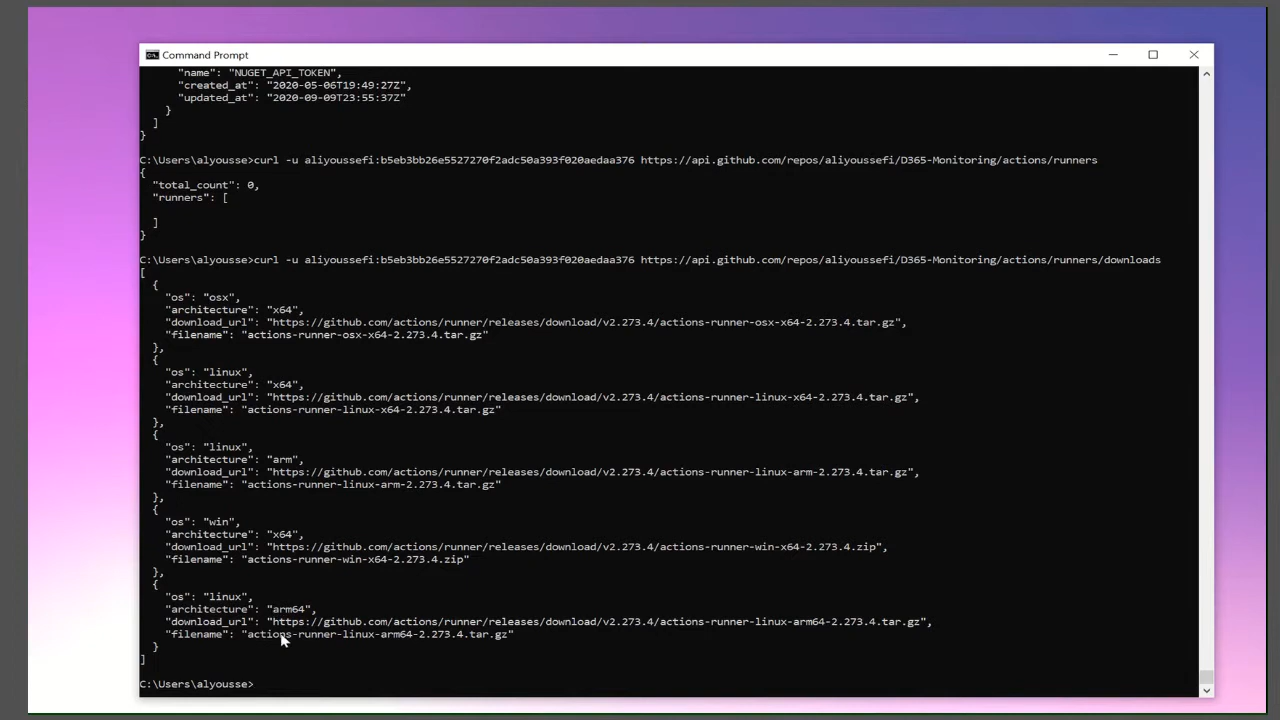 Command Prompt
"name": "NUGET_API_TOKEN",
"created_at": "2020-05-06T19:49:27Z",
"updated_at": "2020-09-09T23:55:37Z"
}
]
}
C:\Users\alyousse>curl -u aliyoussefi:b5eb3bb26e5527270f2adc50a393f020aedaa376 https://api.github.com/repos/aliyoussefi/D365-Monitoring/actions/runners
{
"total_count": 0,
"runners": [
]
}
C:\Users\alyousse>curl -u aliyoussefi:b5eb3bb26e5527270f2adc50a393f020aedaa376 https://api.github.com/repos/aliyoussefi/D365-Monitoring/actions/runners/downloads
[
{
"os": "osx",
"architecture": "x64",
"download_url": "https://github.com/actions/runner/releases/download/v2.273.4/actions-runner-osx-x64-2.273.4.tar.gz",
"filename": "actions-runner-osx-x64-2.273.4.tar.gz"
},
{
"os": "linux",
"architecture": "x64",
"download_url": "https://github.com/actions/runner/releases/download/v2.273.4/actions-runner-linux-x64-2.273.4.tar.gz",
"filename": "actions-runner-linux-x64-2.273.4.tar.gz"
},
{
"os": "linux",
"architecture": "arm",
"download_url": "https://github.com/actions/runner/releases/download/v2.273.4/actions-runner-linux-arm-2.273.4.tar.gz",
"filename": "actions-runner-linux-arm-2.273.4.tar.gz"
},
{
"os": "win",
"architecture": "x64",
"download_url": "https://github.com/actions/runner/releases/download/v2.273.4/actions-runner-win-x64-2.273.4.zip",
"filename": "actions-runner-win-x64-2.273.4.zip"
},
{
"os": "linux",
"architecture": "arm64",
"download_url": "https://github.com/actions/runner/releases/download/v2.273.4/actions-runner-linux-arm64-2.273.4.tar.gz",
"filename": "actions-runner-linux-arm64-2.273.4.tar.gz"
}
]
C:\Users\alyousse>